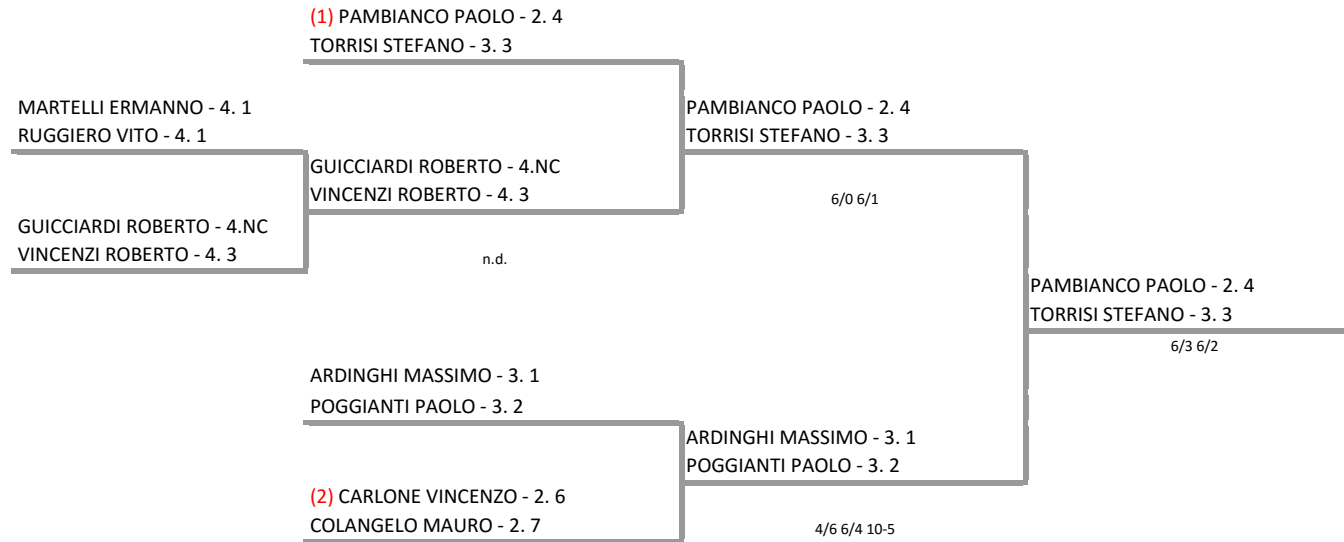 (1) PAMBIANCO PAOLO - 2. 4
TORRISI STEFANO - 3. 3
MARTELLI ERMANNO - 4. 1
RUGGIERO VITO - 4. 1
PAMBIANCO PAOLO - 2. 4
TORRISI STEFANO - 3. 3
GUICCIARDI ROBERTO - 4.NC
VINCENZI ROBERTO - 4. 3
6/0 6/1
GUICCIARDI ROBERTO - 4.NC
VINCENZI ROBERTO - 4. 3
n.d.
PAMBIANCO PAOLO - 2. 4
TORRISI STEFANO - 3. 3
6/3 6/2
ARDINGHI MASSIMO - 3. 1
POGGIANTI PAOLO - 3. 2
ARDINGHI MASSIMO - 3. 1
POGGIANTI PAOLO - 3. 2
(2) CARLONE VINCENZO - 2. 6
COLANGELO MAURO - 2. 7
4/6 6/4 10-5